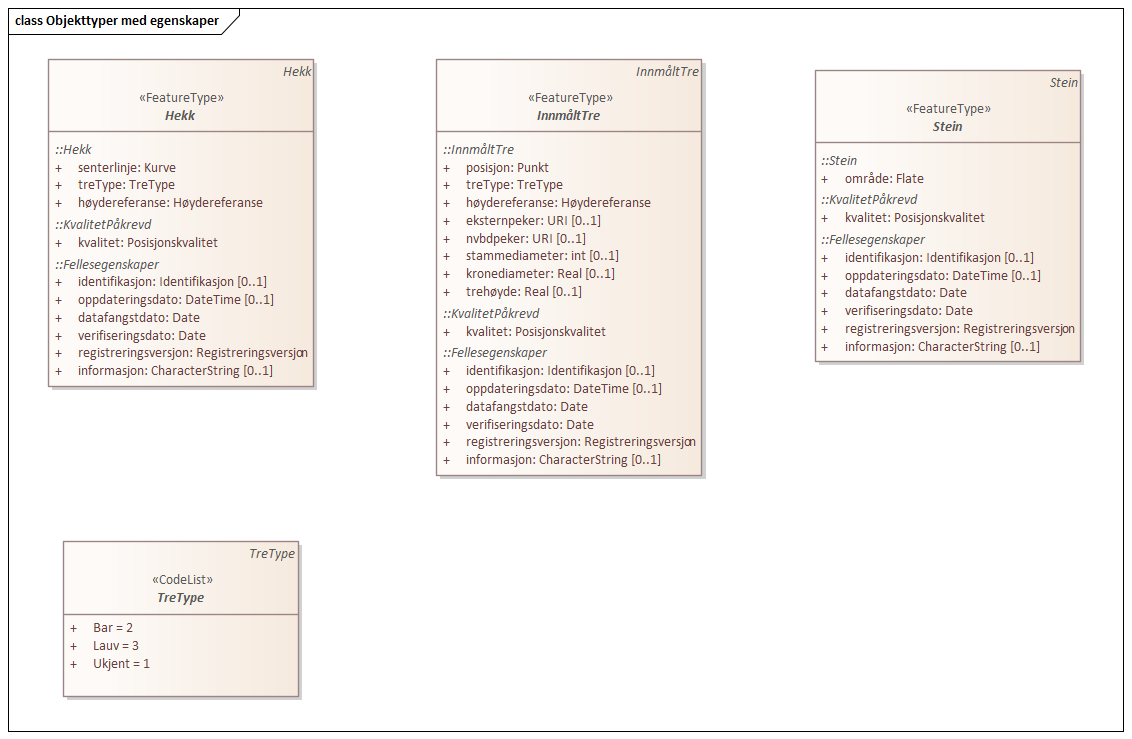 class Objekttyper med egenskaper
Hekk
«FeatureType»
Hekk
::Hekk
+ senterlinje: Kurve
+ treType: TreType
+ høydereferanse: Høydereferanse
::KvalitetPåkrevd
+ kvalitet: Posisjonskvalitet
::Fellesegenskaper
+ identifikasjon: Identifikasjon [0..1]
+ oppdateringsdato: DateTime [0..1]
+ datafangstdato: Date
+ verifiseringsdato: Date
+ registreringsversjon: Registreringsversjon
+ informasjon: CharacterString [0..1]
InnmåltTre
«FeatureType»
InnmåltTre
::InnmåltTre
+ posisjon: Punkt
+ treType: TreType
+ høydereferanse: Høydereferanse
+ eksternpeker: URI [0..1]
+ nvbdpeker: URI [0..1]
+ stammediameter: int [0..1]
+ kronediameter: Real [0..1]
+ trehøyde: Real [0..1]
::KvalitetPåkrevd
+ kvalitet: Posisjonskvalitet
::Fellesegenskaper
+ identifikasjon: Identifikasjon [0..1]
+ oppdateringsdato: DateTime [0..1]
+ datafangstdato: Date
+ verifiseringsdato: Date
+ registreringsversjon: Registreringsversjon
+ informasjon: CharacterString [0..1]
Stein
«FeatureType»
Stein
::Stein
+ område: Flate
::KvalitetPåkrevd
+ kvalitet: Posisjonskvalitet
::Fellesegenskaper
+ identifikasjon: Identifikasjon [0..1]
+ oppdateringsdato: DateTime [0..1]
+ datafangstdato: Date
+ verifiseringsdato: Date
+ registreringsversjon: Registreringsversjon
+ informasjon: CharacterString [0..1]
TreType
«CodeList»
TreType
+ Bar = 2
+ Lauv = 3
+ Ukjent = 1